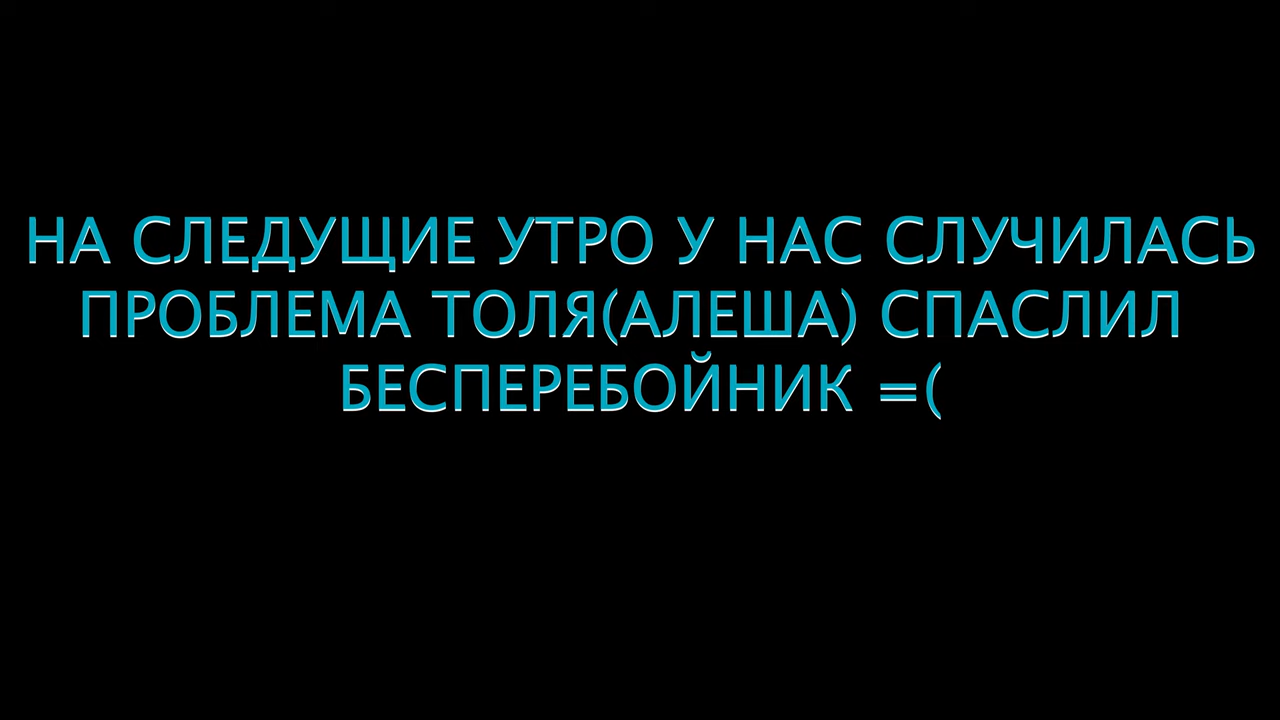 НА СЛЕДУЩИЕ УТРО У НАС СЛУЧИЛАСЬ
ПРОБЛЕМА ТОЛЯ(АЛЕША) СПАСЛИЛ
БЕСПЕРЕБОЙНИК =(